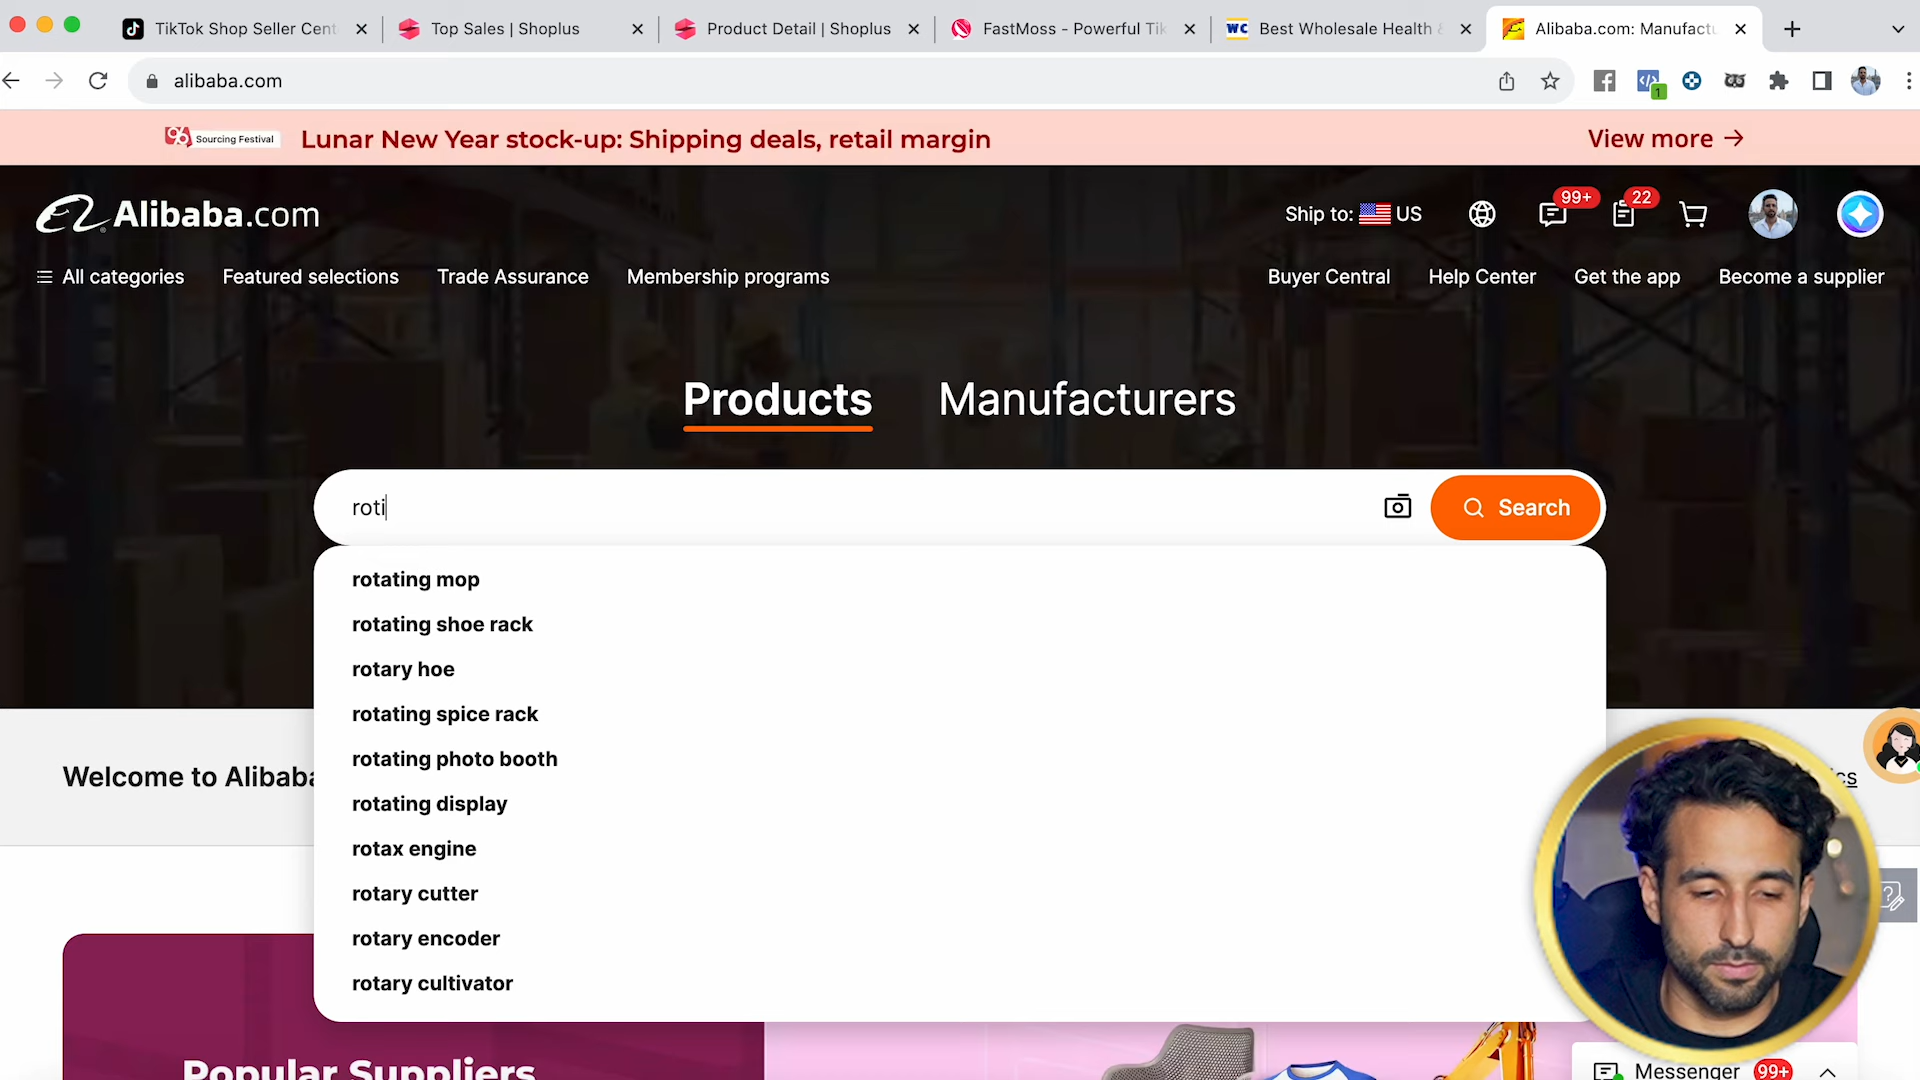 TikTok Shop Seller Cent
Top Sales | Shoplus
Product Detail | Shoplus
FastMoss - Powerful Tik
WC
Best Wholesale Health &
Alibaba.com: Manufactu
alibaba.com
1
Sourcing Festival
Lunar New Year stock-up: Shipping deals, retail margin
View more →
Alibaba.com
Ship to: US
99+
22
All categories
Featured selections
Trade Assurance
Membership programs
Buyer Central
Help Center
Get the app
Become a supplier
Products
Manufacturers
roti
Search
rotating mop
rotating shoe rack
rotary hoe
rotating spice rack
rotating photo booth
rotating display
rotax engine
rotary cutter
rotary encoder
rotary cultivator
Welcome to Alibaba
Popular Suppliers
Messenger
99+